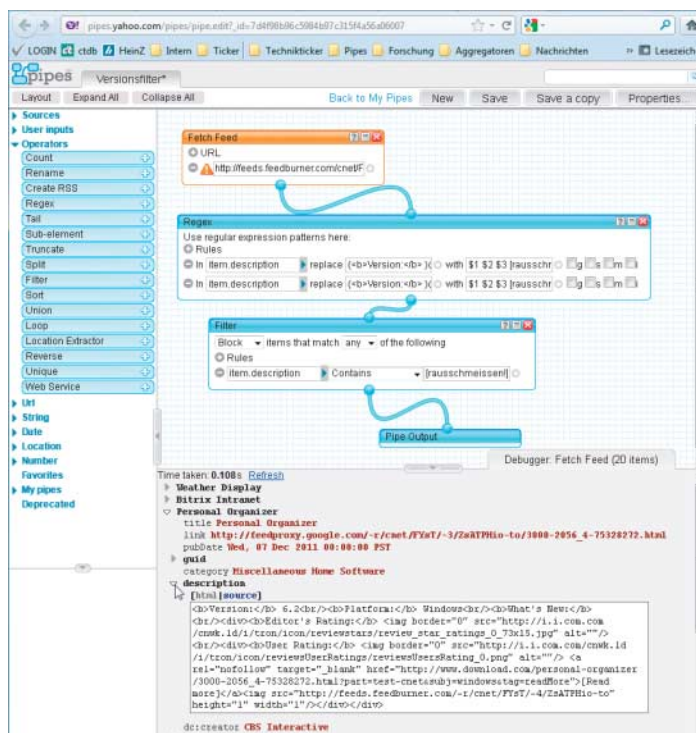 pipes.yahoo.com/pipes/pipe.edit?_id=7d4f98b96c5984b97c315f4a56a06007
LOGIN ctdb HeinZ Intern Ticker Technikticker Pipes Forschung Aggregatoren Nachrichten » Lesezeich
pipes Versionsfilter*
Layout Expand All Collapse All Back to My Pipes New Save Save a copy Properties...
Sources
User inputs
Operators
Count
Rename
Create RSS
Regex
Tail
Sub-element
Truncate
Split
Filter
Sort
Union
Loop
Location Extractor
Reverse
Unique
Web Service
Url
String
Date
Location
Number
Favorites
My pipes
Deprecated
Fetch Feed
URL
http://feeds.feedburner.com/cnet/F
Regex
Use regular expression patterns here:
Rules
In item.description replace (<b>Version:</b> )( with $1 $2 $3 [rausschr g s m i
In item.description replace (<b>Version:</b> )( with $1 $2 $3 [rausschr g s m i
Filter
Block items that match any of the following
Rules
item.description Contains [rausschmeissen!]
Pipe Output
Debugger: Fetch Feed (20 items)
Time taken: 0.108s Refresh
Weather Display
Bitrix Intranet
Personal Organizer
title Personal Organizer
link http://feedproxy.google.com/~r/cnet/FYsT/~3/ZsATPHio-to/3000-2056_4-75328272.html
pubDate Wed, 07 Dec 2011 00:00:00 PST
guid
category Miscellaneous Home Software
description
[html|source]
<b>Version:</b> 6.2<br/><b>Platform:</b> Windows<br/><b>What's New:</b>
<br/><div><b>Editor's Rating:</b> <img border="0" src="http://i.i.com.com
/cnwk.1d/i/tron/icon/reviewstars/review_star_ratings_0_73x15.jpg" alt=""/>
<br/><div><b>User Rating:</b> <img border="0" src="http://i.i.com.com/cnwk.1d
/i/tron/icon/reviewsUserRatings/reviewsUsersRating_0.png" alt=""/> <a
rel="nofollow" target="_blank" href="http://www.download.com/personal-organizer
/3000-2056_4-75328272.html?part=test-cnet&subj=windows&tag=readMore">[Read
more]</a><img src="http://feeds.feedburner.com/~r/cnet/FYsT/~4/ZsATPHio-to"
height="1" width="1"/></div></div>
dc:creator CBS Interactive